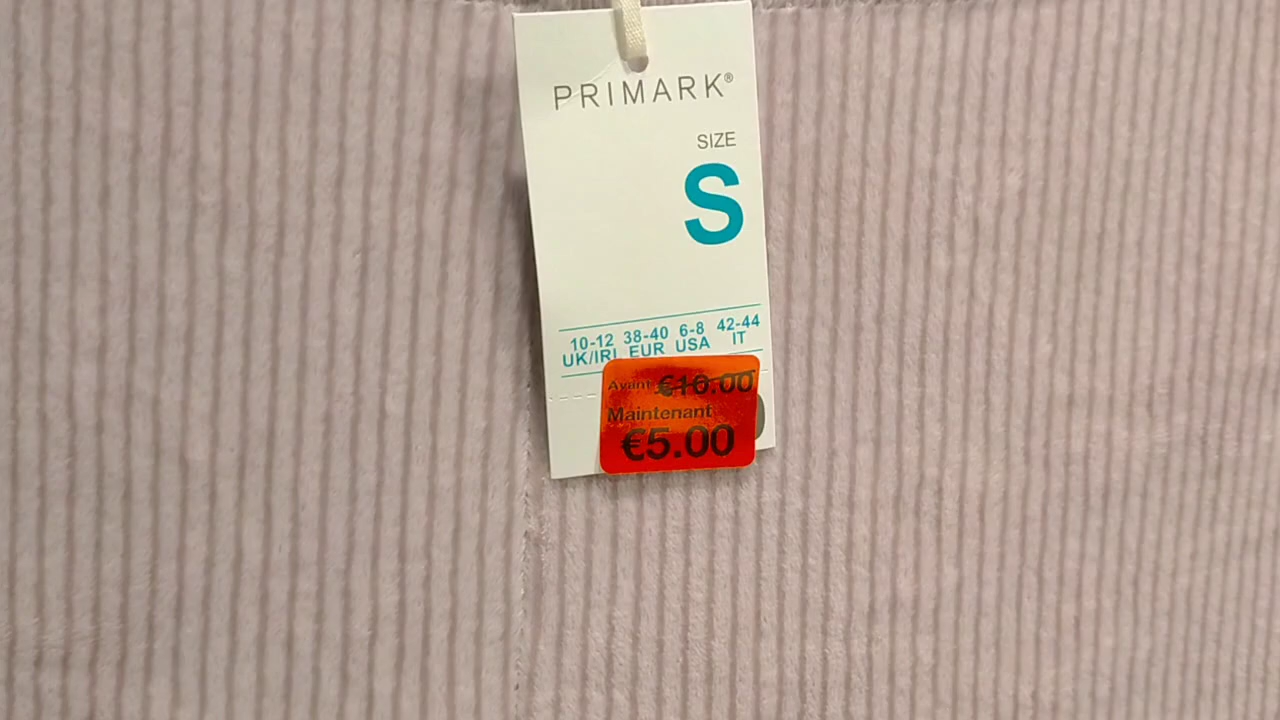 PRIMARK®
SIZE
S
10-12 38-40 6-8 42-44
UK/IRL EUR USA IT
Avant €10.00
Maintenant
€5.00